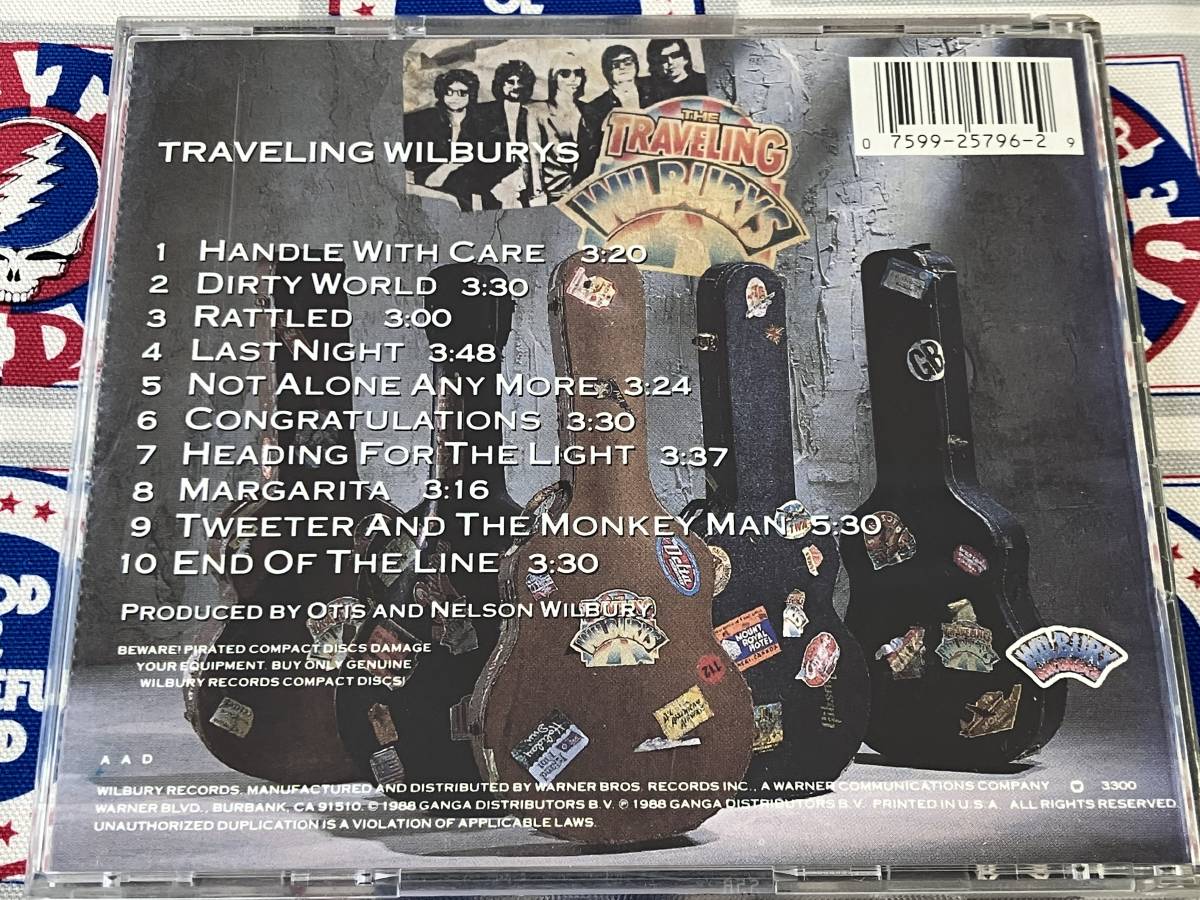 THE
TRAVELING
WILBURYS
0 7599-25796-2 9
TRAVELING WILBURYS
1 HANDLE WITH CARE 3:20
2 DIRTY WORLD 3:30
3 RATTLED 3:00
4 LAST NIGHT 3:48
5 NOT ALONE ANY MORE 3:24
6 CONGRATULATIONS 3:30
7 HEADING FOR THE LIGHT 3:37
8 MARGARITA 3:16
9 TWEETER AND THE MONKEY MAN 5:30
10 END OF THE LINE 3:30
PRODUCED BY OTIS AND NELSON WILBURY
BEWARE! PIRATED COMPACT DISCS DAMAGE
YOUR EQUIPMENT. BUY ONLY GENUINE
WILBURY RECORDS COMPACT DISCS!
GB
WILBURYS
MOUNT
ROYAL
HOTEL
112
Gibson
WILBURY
A A D
WILBURY RECORDS, MANUFACTURED AND DISTRIBUTED BY WARNER BROS. RECORDS INC., A WARNER COMMUNICATIONS COMPANY 3300
WARNER BLVD., BURBANK, CA 91510. © 1988 GANGA DISTRIBUTORS B.V. ℗ 1988 GANGA DISTRIBUTORS B.V. PRINTED IN U.S.A. ALL RIGHTS RESERVED.
UNAUTHORIZED DUPLICATION IS A VIOLATION OF APPLICABLE LAWS.